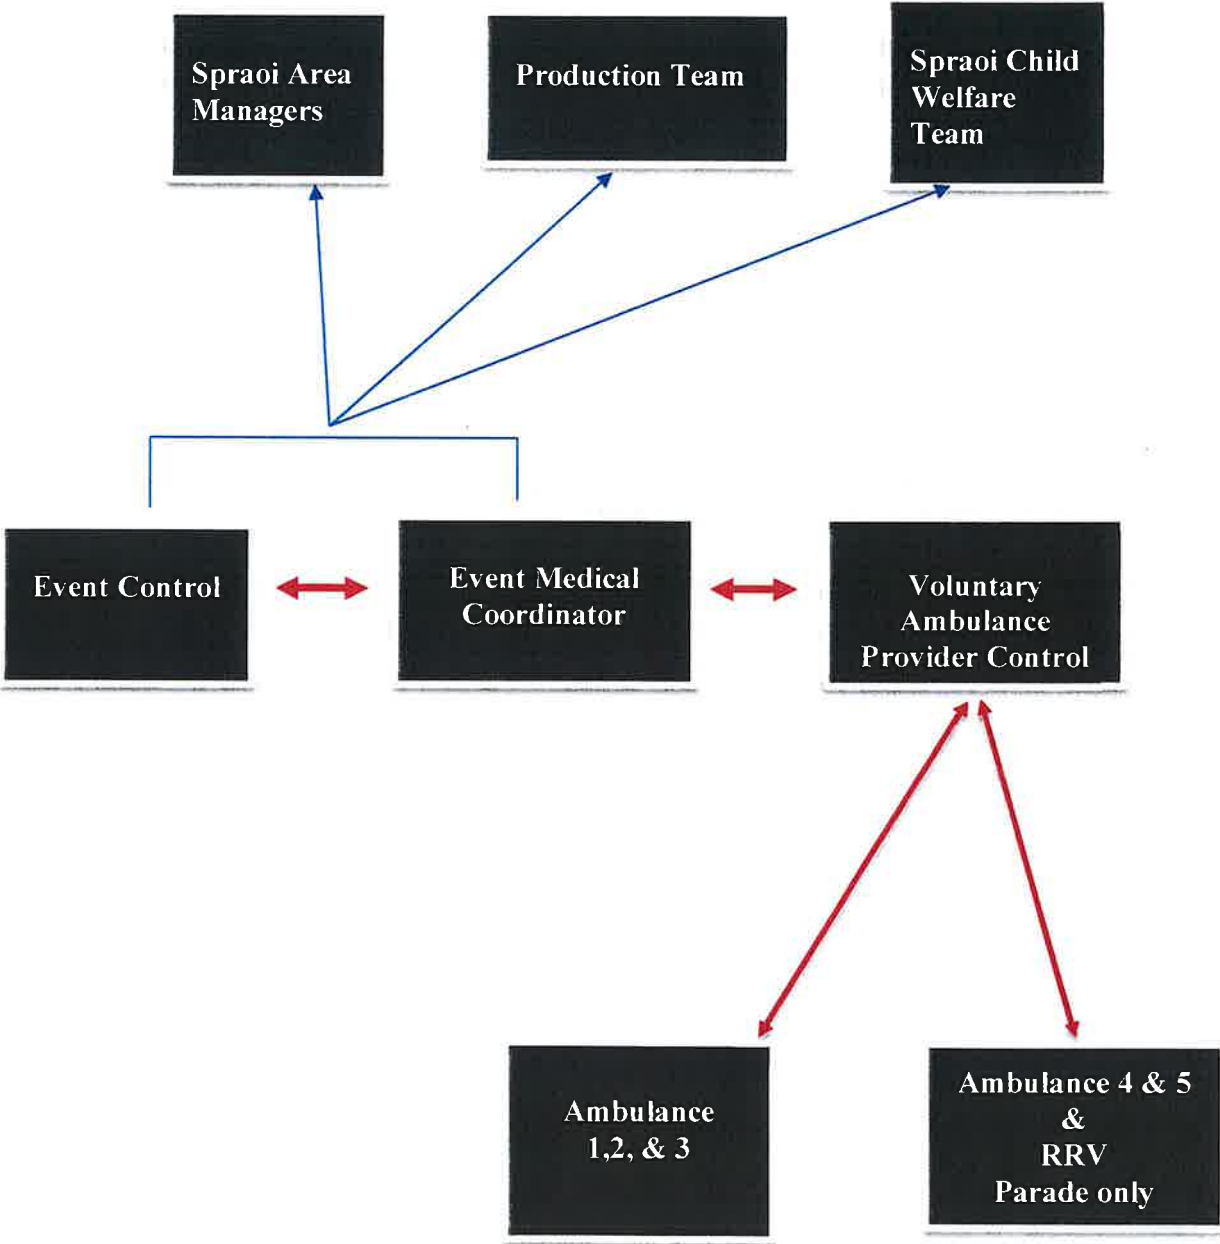 Spraoi Area
Managers
Production Team
Spraoi Child
Welfare
Team
Event Control
Event Medical
Coordinator
Voluntary
Ambulance
Provider Control
Ambulance
1,2, & 3
Ambulance 4 & 5
&
RRV
Parade only